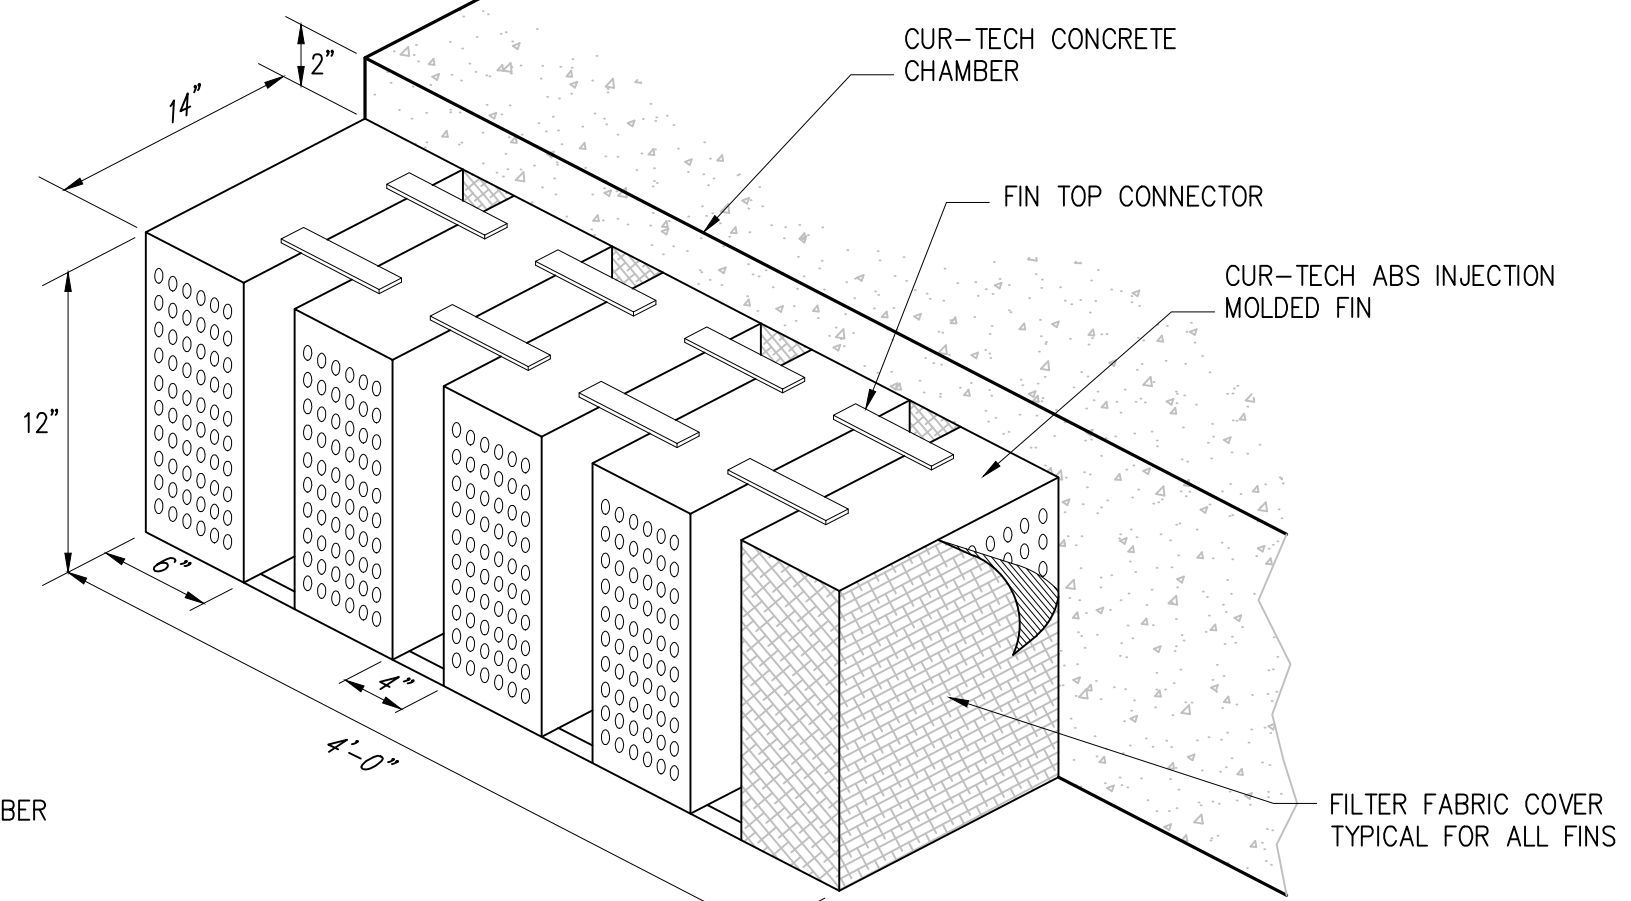 CUR-TECH CONCRETE
CHAMBER
2"
14"
FIN TOP CONNECTOR
CUR-TECH ABS INJECTION
MOLDED FIN
12"
6"
4"
4'-0"
BER
FILTER FABRIC COVER
TYPICAL FOR ALL FINS